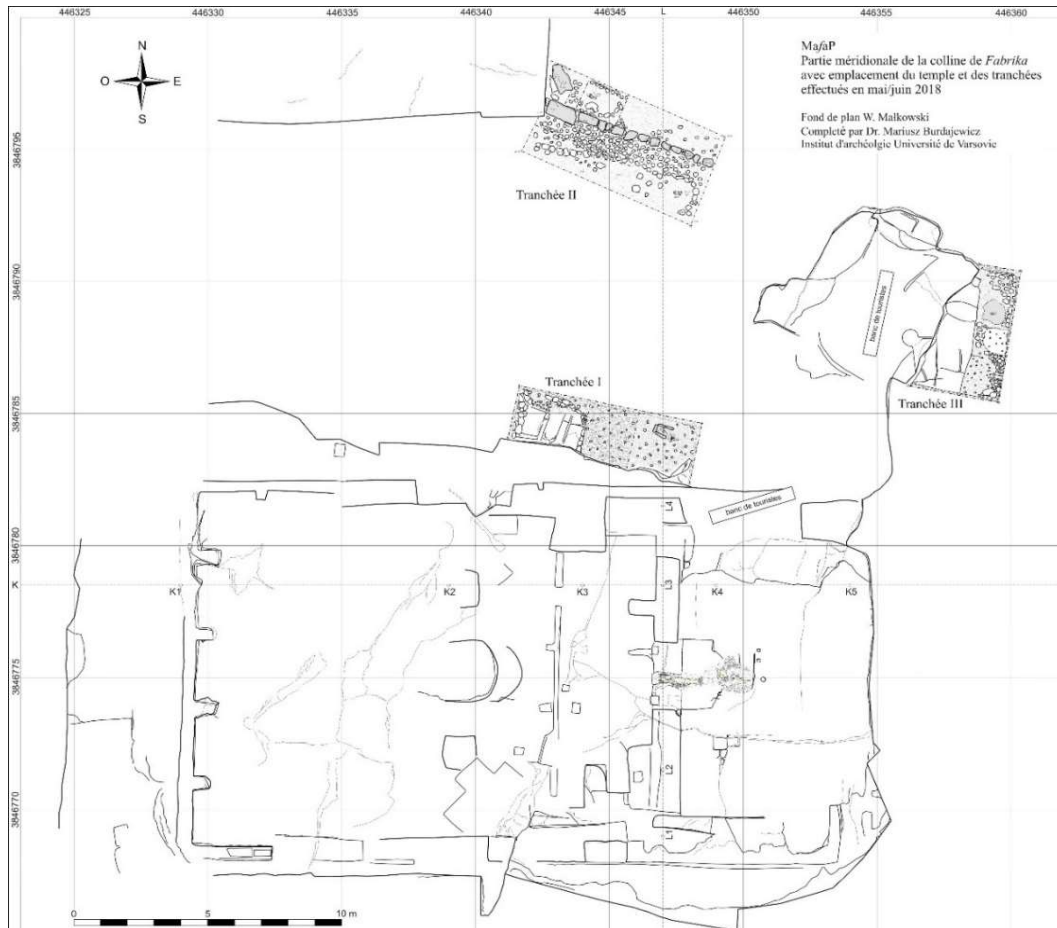 446325 446330 446335 446340 446345 L 446350 446355 446360
N
O E
S
MafaP
Partie méridionale de la colline de Fabrika
avec emplacement du temple et des tranchées
effectués en mai/juin 2018
Fond de plan W. Małkowski
Completé par Dr. Mariusz Burdajewicz
Institut d'archéolgie Université de Varsovie
3846795
Tranchée II
3846790
banc de touristes
Tranchée I
Tranchée III
3846785
banc de touristes
L4
3846780
K
K1 K2 K3 L3 K4 K5
3846775
L2
3846770
L1
0 5 10 m